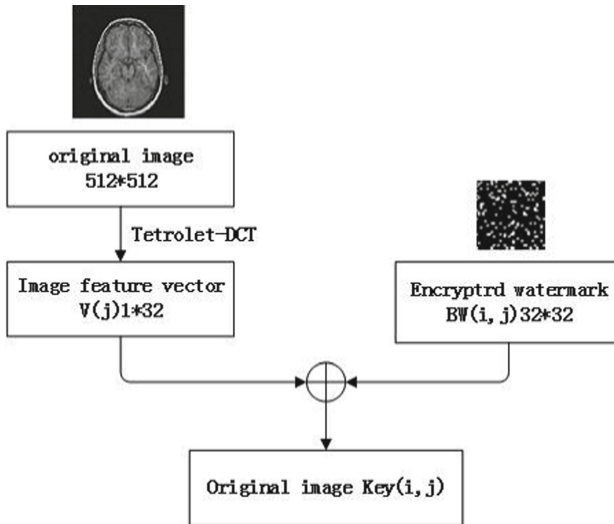 original image
512*512
Tetrolet-DCT
Image feature vector
V(j)1*32
Encryptrd watermark
BW(i,j)32*32
Original image Key(i,j)